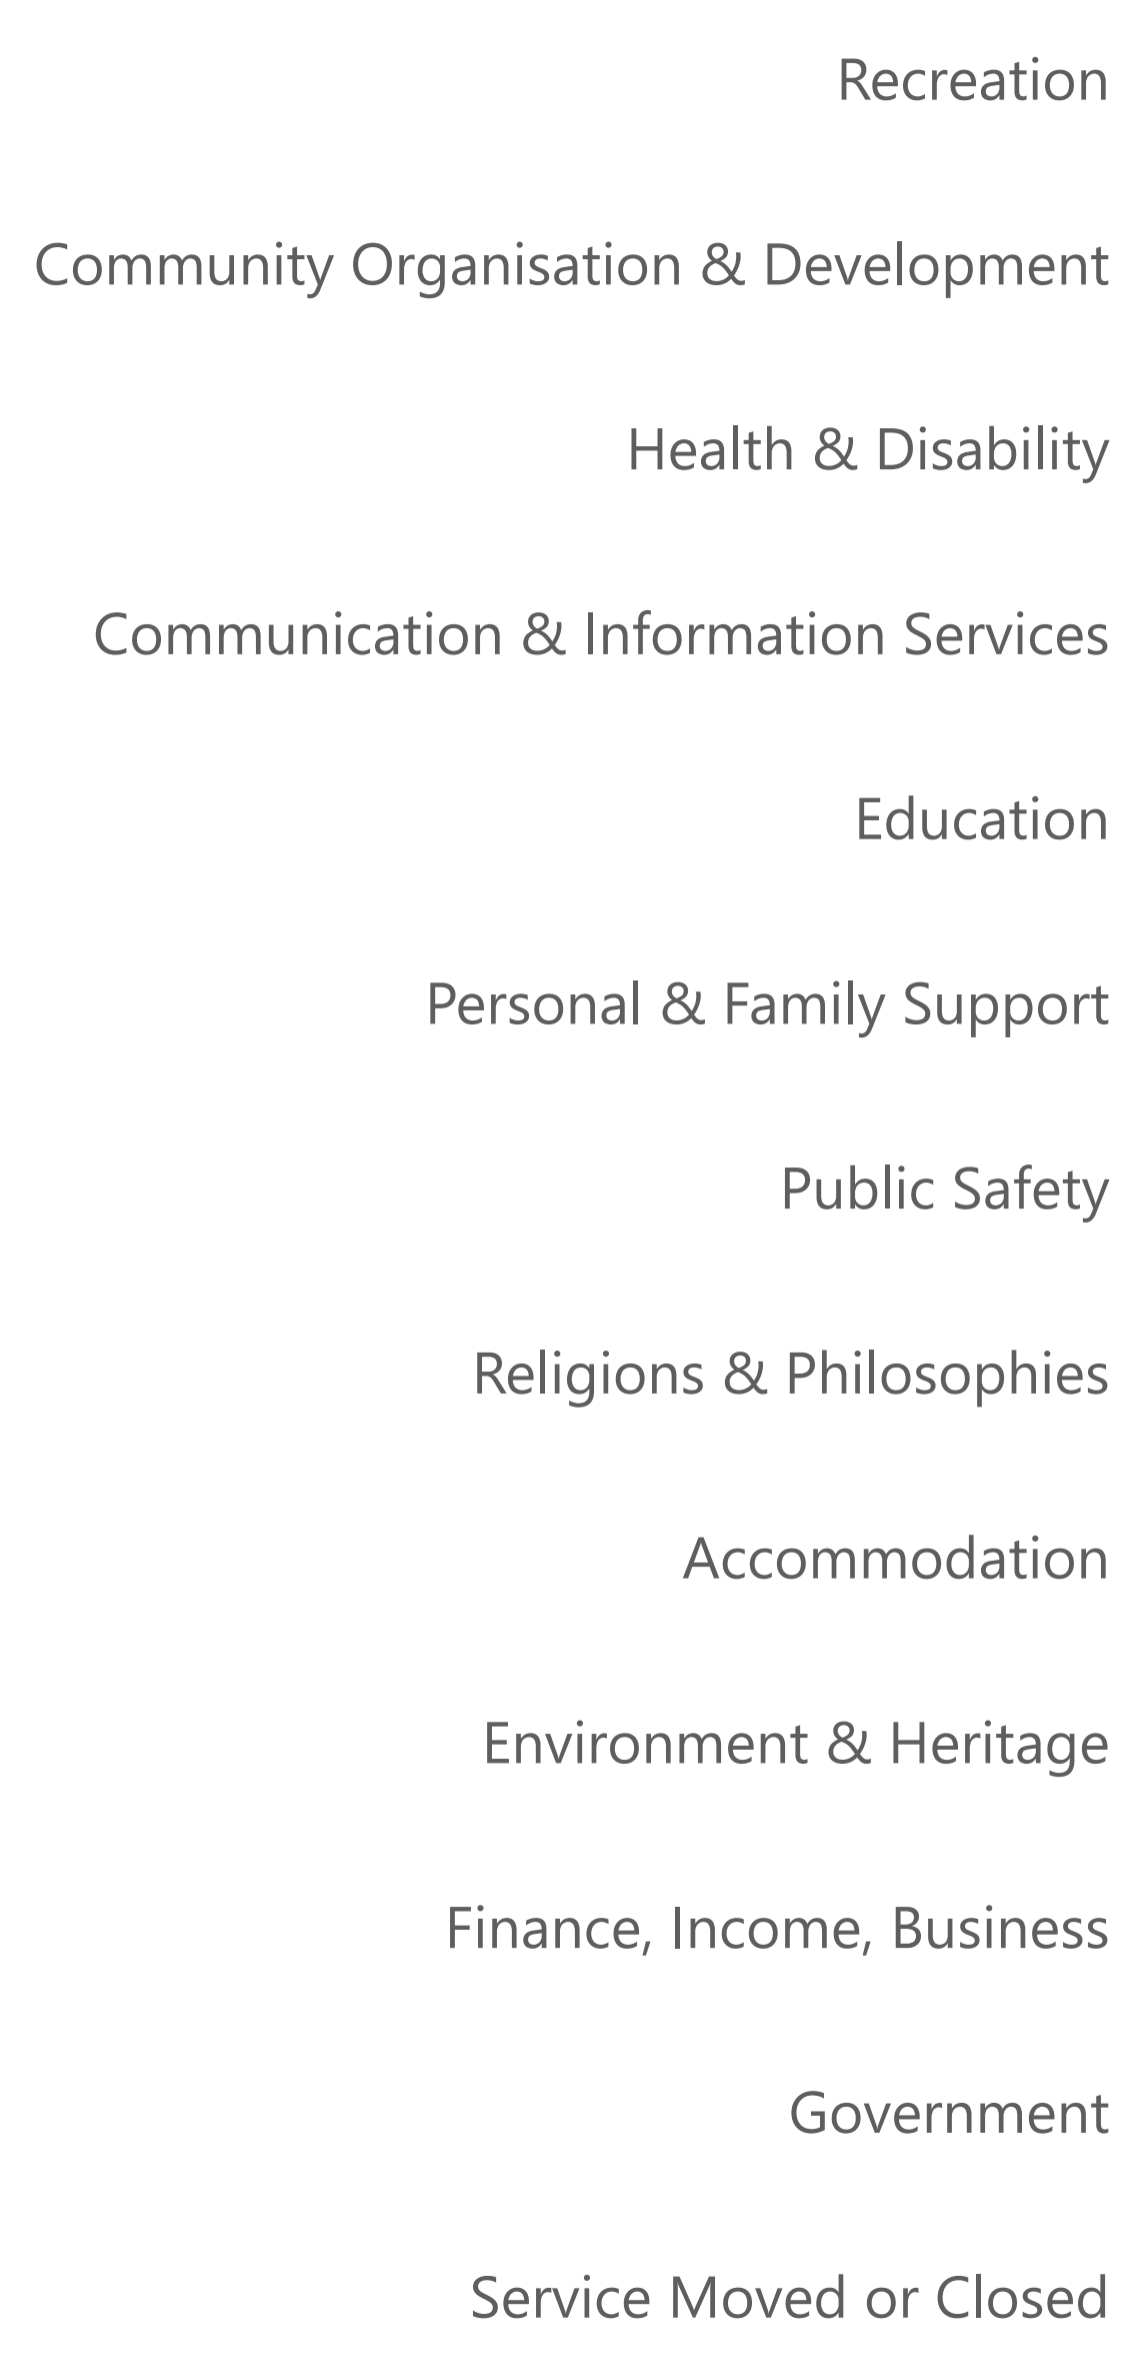 Recreation
Community Organisation & Development
Health & Disability
Communication & Information Services
Education
Personal & Family Support
Public Safety
Religions & Philosophies
Accommodation
Environment & Heritage
Finance, Income, Business
Government
Service Moved or Closed